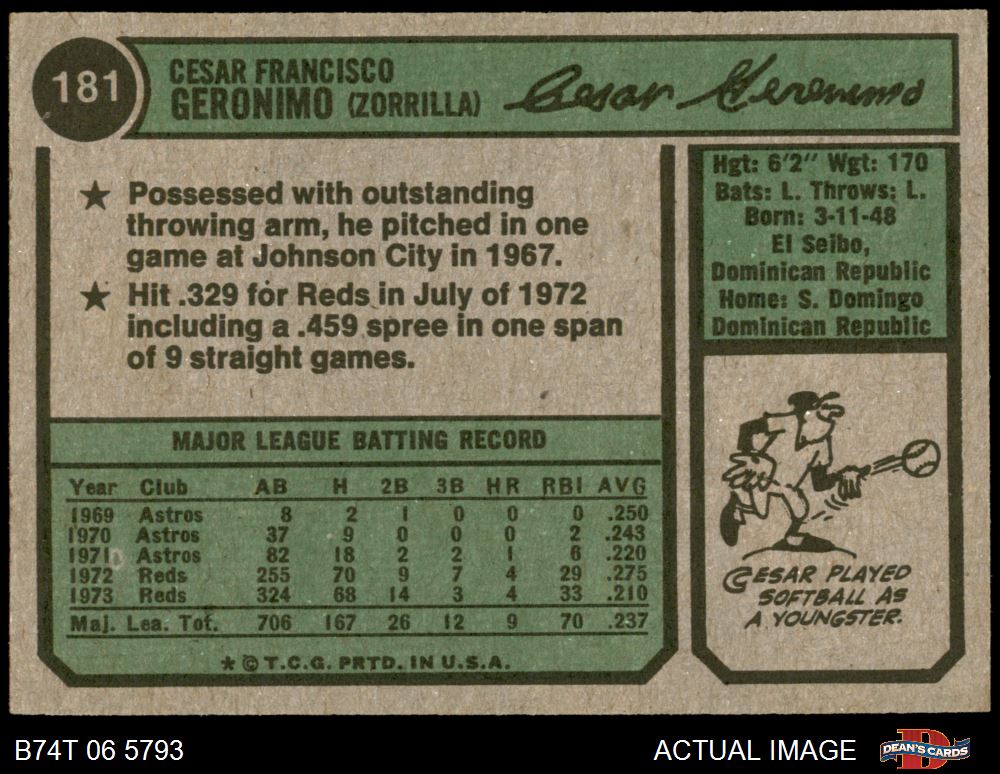 181
CESAR FRANCISCO
GERONIMO (ZORRILLA)
Cesar Geronimo
★ Possessed with outstanding
throwing arm, he pitched in one
game at Johnson City in 1967.
★ Hit .329 for Reds in July of 1972
including a .459 spree in one span
of 9 straight games.
Hgt: 6'2" Wgt: 170
Bats: L. Throws: L.
Born: 3-11-48
El Seibo,
Dominican Republic
Home: S. Domingo
Dominican Republic
MAJOR LEAGUE BATTING RECORD
Year Club AB H 2B 3B HR RBI AVG
1969 Astros 8 2 1 0 0 0 .250
1970 Astros 37 9 0 0 0 2 .243
1971 Astros 82 18 2 2 1 6 .220
1972 Reds 255 70 9 7 4 29 .275
1973 Reds 324 68 14 3 4 33 .210
Maj. Lea. Tot. 706 167 26 12 9 70 .237
★ © T.C.G. PRTD. IN U.S.A.
CESAR PLAYED
SOFTBALL AS
A YOUNGSTER.
B74T 06 5793
ACTUAL IMAGE
D
DEAN'S CARDS